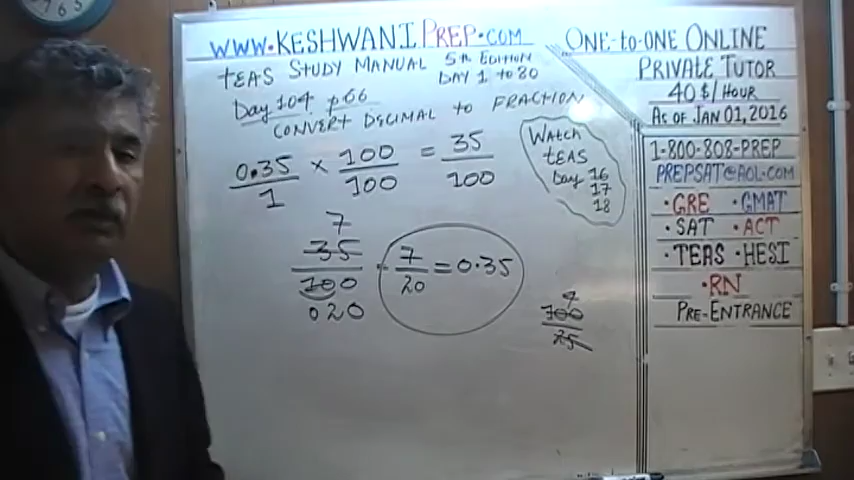 WWW.KESHWANIPREP.COM
TEAS STUDY MANUAL 5TH EDITION
DAY 1 TO 80
Day 104 p66
CONVERT DECIMAL to FRACTION
0.35 × 100 = 35
1 100 100
7
35
100
020
7 = 0.35
20
WATCH
TEAS
Day 16
17
18
4
100
25
ONE-to-ONE ONLINE
PRIVATE TUTOR
40$/HOUR
AS OF JAN 01, 2016
1-800-808-PREP
PREPSAT@AOL.COM
•GRE •GMAT
•SAT •ACT
•TEAS •HESI
•RN
PRE-ENTRANCE